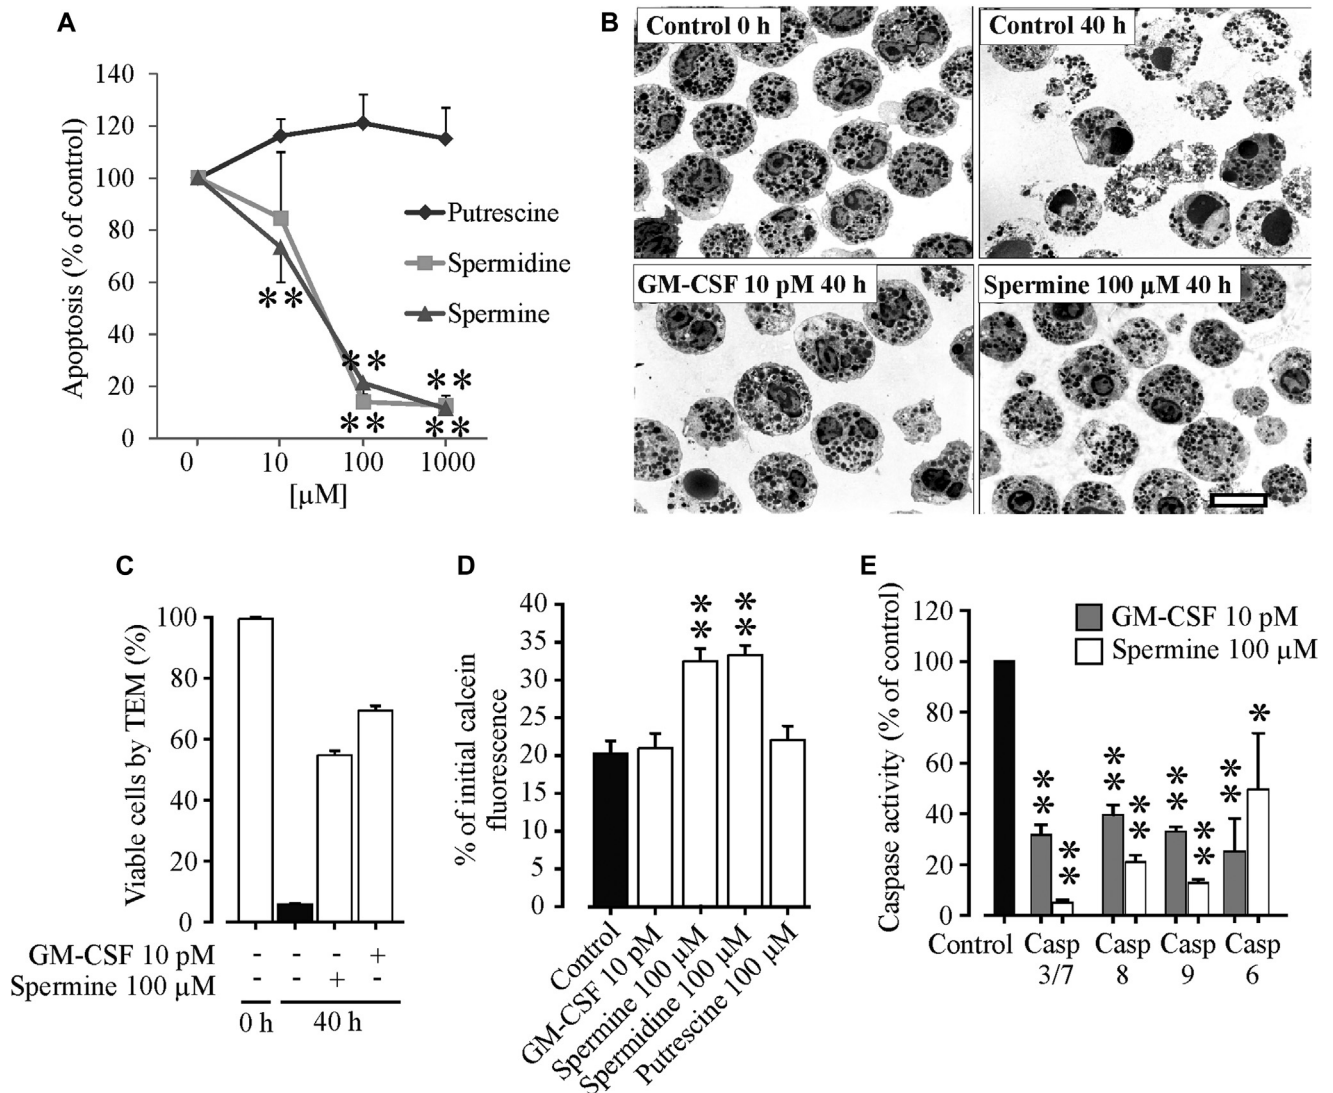 A
140
120
100
80
60
40
20
0
Apoptosis (% of control)
0 10 100 1000
[µM]
Putrescine
Spermidine
Spermine
**
**
**
**
**
B
Control 0 h
Control 40 h
GM-CSF 10 pM 40 h
Spermine 100 µM 40 h
C
100
80
60
40
20
0
Viable cells by TEM (%)
GM-CSF 10 pM - - - +
Spermine 100 µM - - + -
0 h 40 h
D
40
35
30
25
20
15
10
5
0
% of initial calcein
fluorescence
**
**
Control
GM-CSF 10 pM
Spermine 100 µM
Spermidine 100 µM
Putrescine 100 µM
E
120
100
80
60
40
20
0
Caspase activity (% of control)
GM-CSF 10 pM
Spermine 100 µM
**
**
**
**
**
**
**
*
Control Casp Casp Casp Casp
3/7 8 9 6